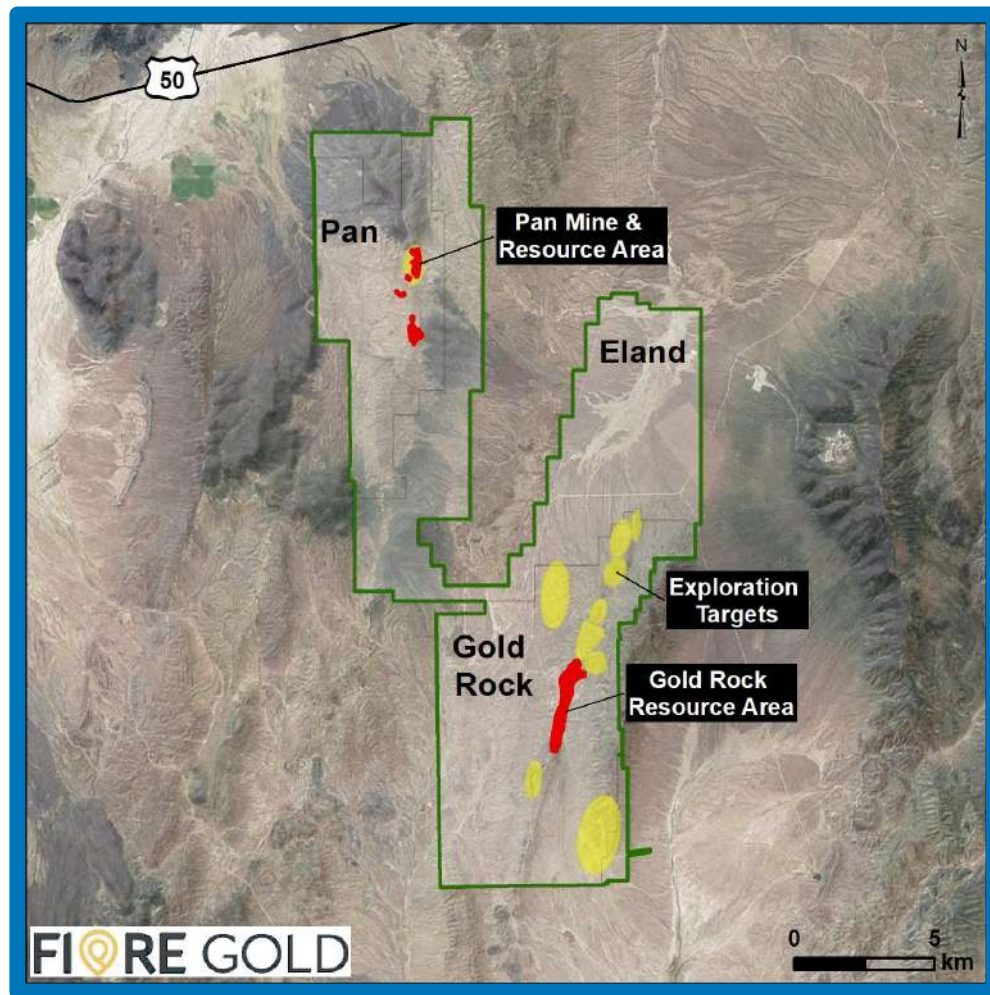 50
N
Pan
Pan Mine &
Resource Area
Eland
Exploration
Targets
Gold
Rock
Gold Rock
Resource Area
FIORE GOLD
0 5
km